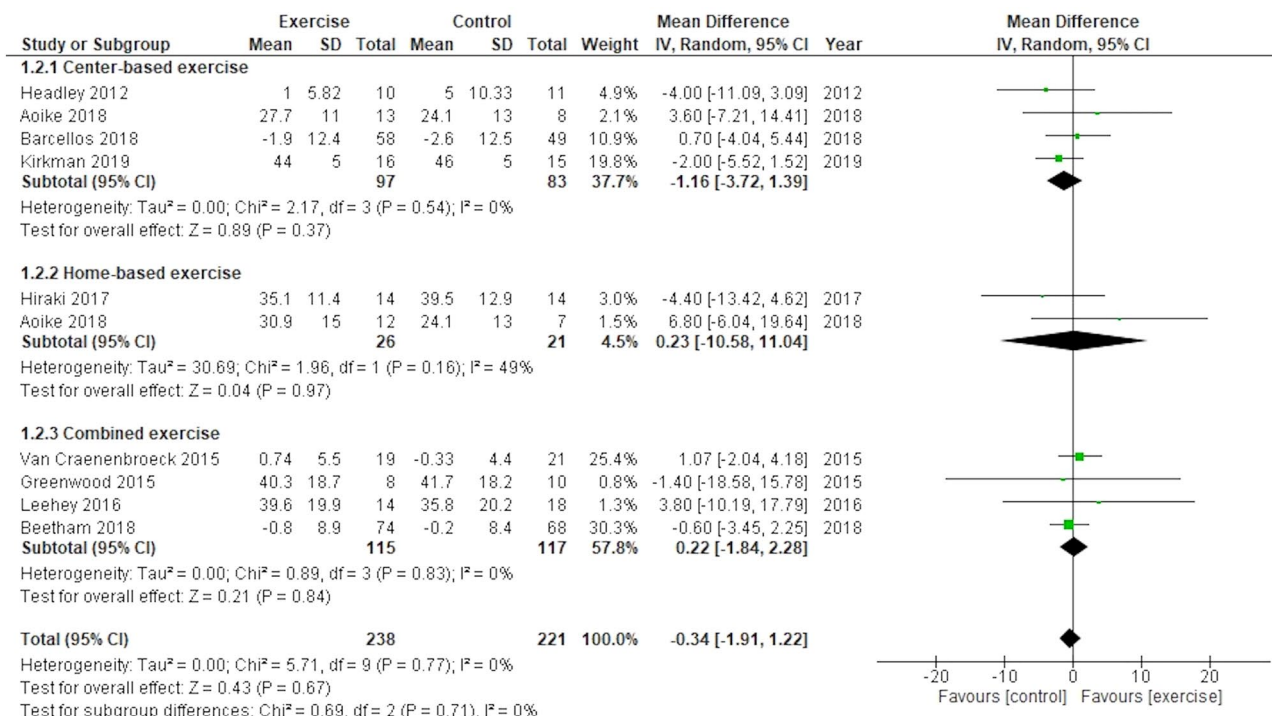 Exercise Control Mean Difference Mean Difference
Study or Subgroup Mean SD Total Mean SD Total Weight IV, Random, 95% CI Year IV, Random, 95% CI
1.2.1 Center-based exercise
Headley 2012 1 5.82 10 5 10.33 11 4.9% -4.00 [-11.09, 3.09] 2012
Aoike 2018 27.7 11 13 24.1 13 8 2.1% 3.60 [-7.21, 14.41] 2018
Barcellos 2018 -1.9 12.4 58 -2.6 12.5 49 10.9% 0.70 [-4.04, 5.44] 2018
Kirkman 2019 44 5 16 46 5 15 19.8% -2.00 [-5.52, 1.52] 2019
Subtotal (95% CI) 97 83 37.7% -1.16 [-3.72, 1.39]
Heterogeneity: Tau² = 0.00; Chi² = 2.17, df = 3 (P = 0.54); I² = 0%
Test for overall effect: Z = 0.89 (P = 0.37)
1.2.2 Home-based exercise
Hiraki 2017 35.1 11.4 14 39.5 12.9 14 3.0% -4.40 [-13.42, 4.62] 2017
Aoike 2018 30.9 15 12 24.1 13 7 1.5% 6.80 [-6.04, 19.64] 2018
Subtotal (95% CI) 26 21 4.5% 0.23 [-10.58, 11.04]
Heterogeneity: Tau² = 30.69; Chi² = 1.96, df = 1 (P = 0.16); I² = 49%
Test for overall effect: Z = 0.04 (P = 0.97)
1.2.3 Combined exercise
Van Craenenbroeck 2015 0.74 5.5 19 -0.33 4.4 21 25.4% 1.07 [-2.04, 4.18] 2015
Greenwood 2015 40.3 18.7 8 41.7 18.2 10 0.8% -1.40 [-18.58, 15.78] 2015
Leehey 2016 39.6 19.9 14 35.8 20.2 18 1.3% 3.80 [-10.19, 17.79] 2016
Beetham 2018 -0.8 8.9 74 -0.2 8.4 68 30.3% -0.60 [-3.45, 2.25] 2018
Subtotal (95% CI) 115 117 57.8% 0.22 [-1.84, 2.28]
Heterogeneity: Tau² = 0.00; Chi² = 0.89, df = 3 (P = 0.83); I² = 0%
Test for overall effect: Z = 0.21 (P = 0.84)
Total (95% CI) 238 221 100.0% -0.34 [-1.91, 1.22]
Heterogeneity: Tau² = 0.00; Chi² = 5.71, df = 9 (P = 0.77); I² = 0%
Test for overall effect: Z = 0.43 (P = 0.67)
Test for subgroup differences: Chi² = 0.69, df = 2 (P = 0.71), I² = 0%
-20 -10 0 10 20
Favours [control] Favours [exercise]